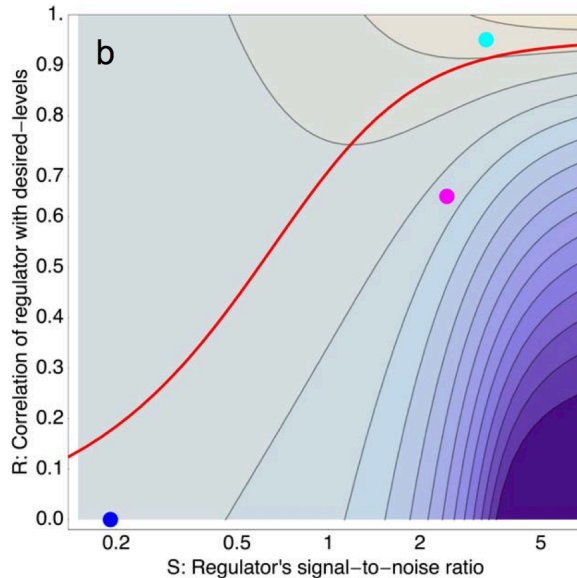 b
1.
0.9
0.8
0.7
0.6
0.5
0.4
0.3
0.2
0.1
0.0
R: Correlation of regulator with desired-levels
0.2 0.5 1 2 5
S: Regulator's signal-to-noise ratio